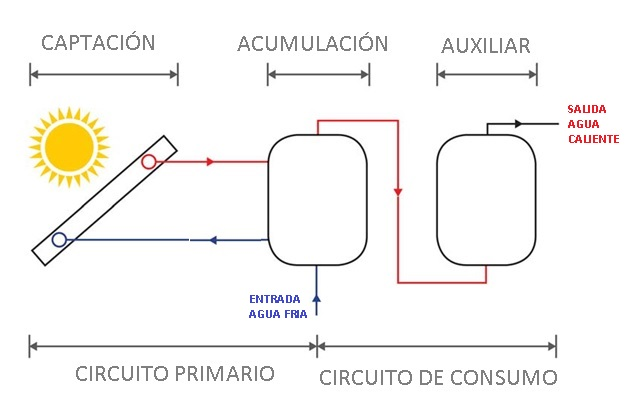 CAPTACIÓN
ACUMULACIÓN
AUXILIAR
SALIDA
AGUA
CALIENTE
ENTRADA
AGUA FRIA
CIRCUITO PRIMARIO
CIRCUITO DE CONSUMO